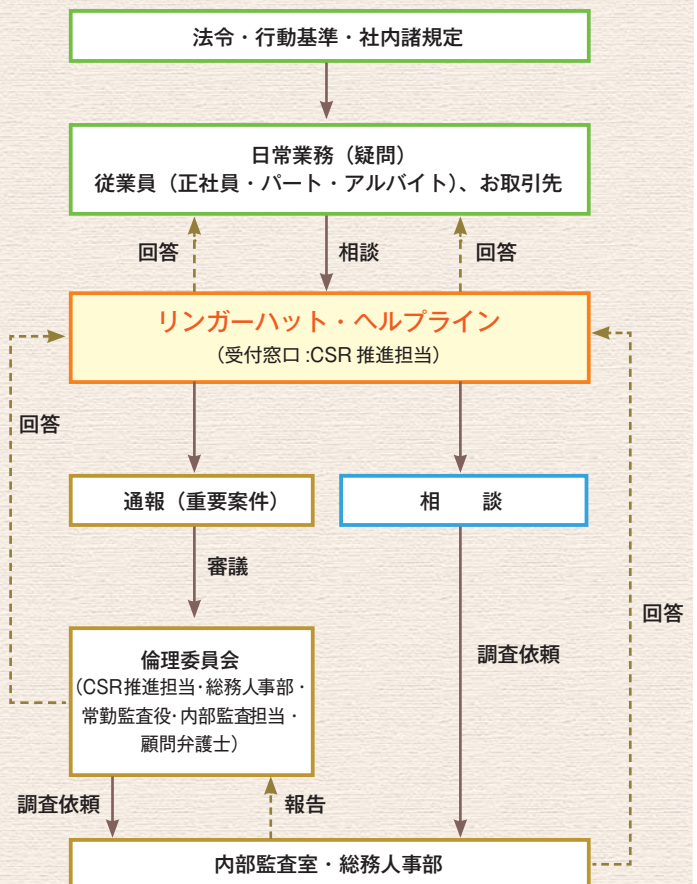 法令・行動基準・社内諸規定
日常業務（疑問）
従業員（正社員・パート・アルバイト）、お取引先
回答
相談
回答
リンガーハット・ヘルプライン
（受付窓口:CSR 推進担当）
回答
通報（重要案件）
相　談
審議
倫理委員会
（CSR推進担当・総務人事部・
常勤監査役・内部監査担当・
顧問弁護士）
調査依頼
回答
調査依頼
報告
内部監査室・総務人事部